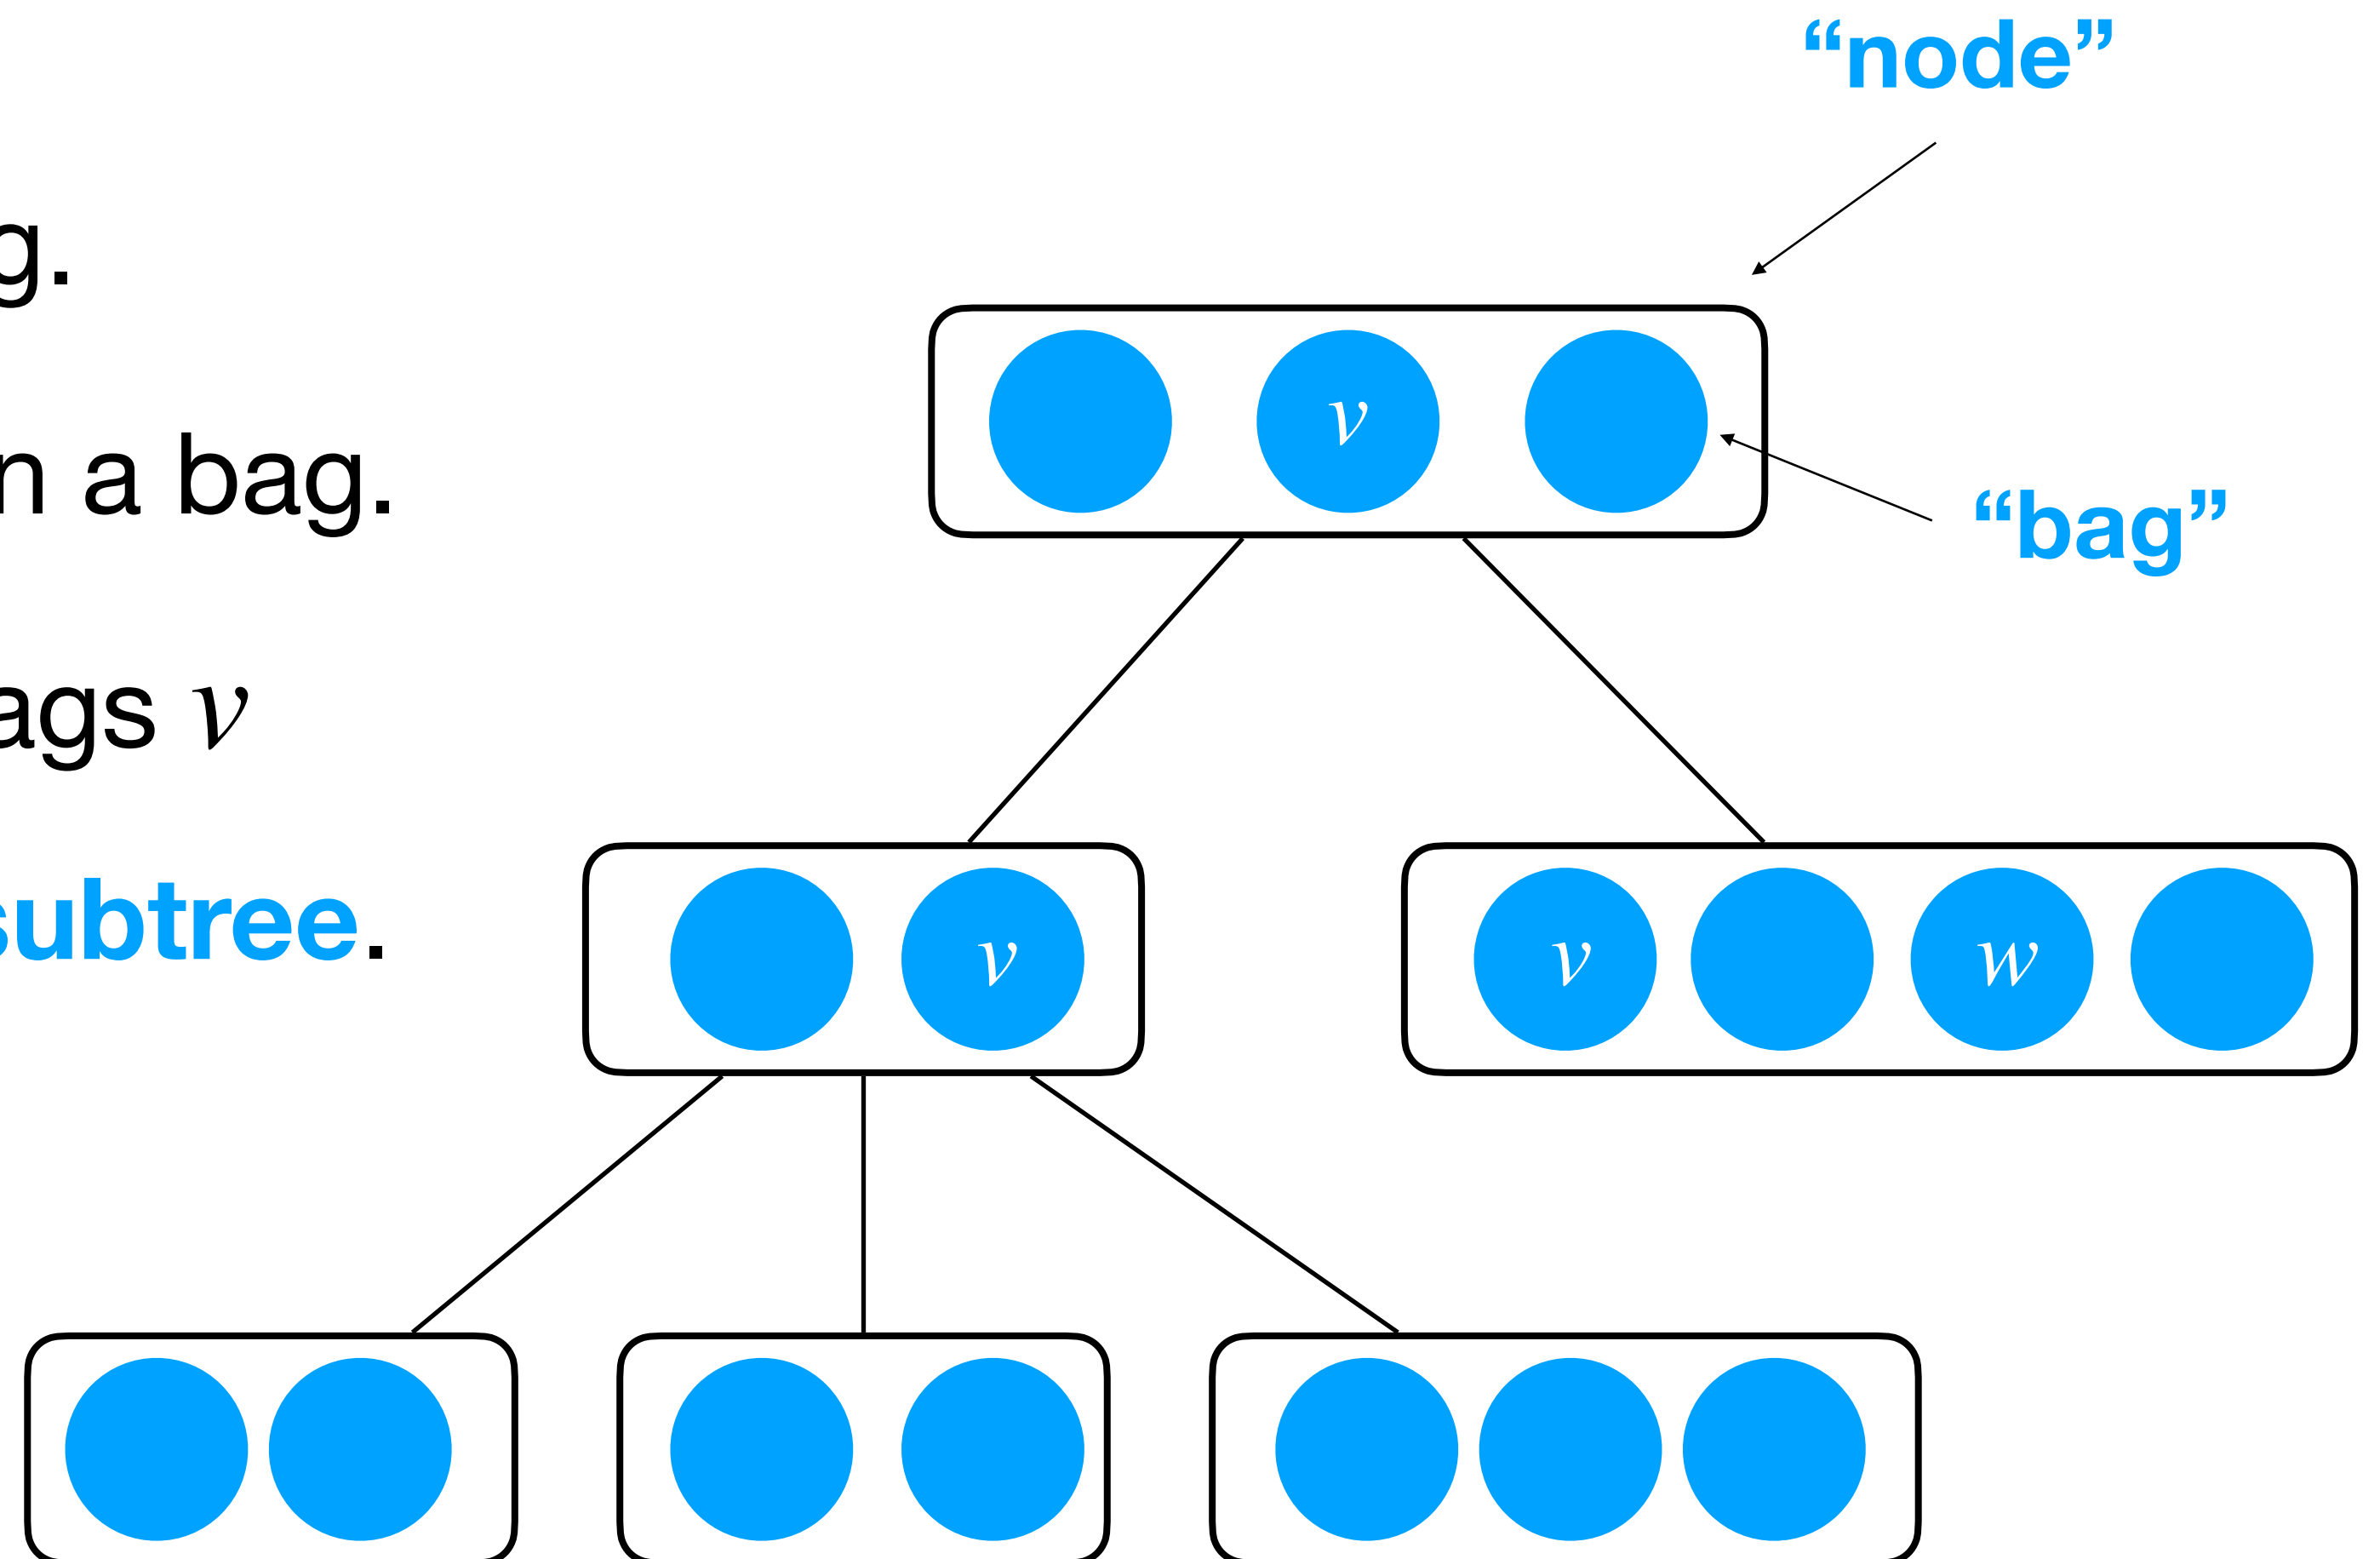 “node”
g.
v
n a bag.
“bag”
ags v
subtree.
v
v
w